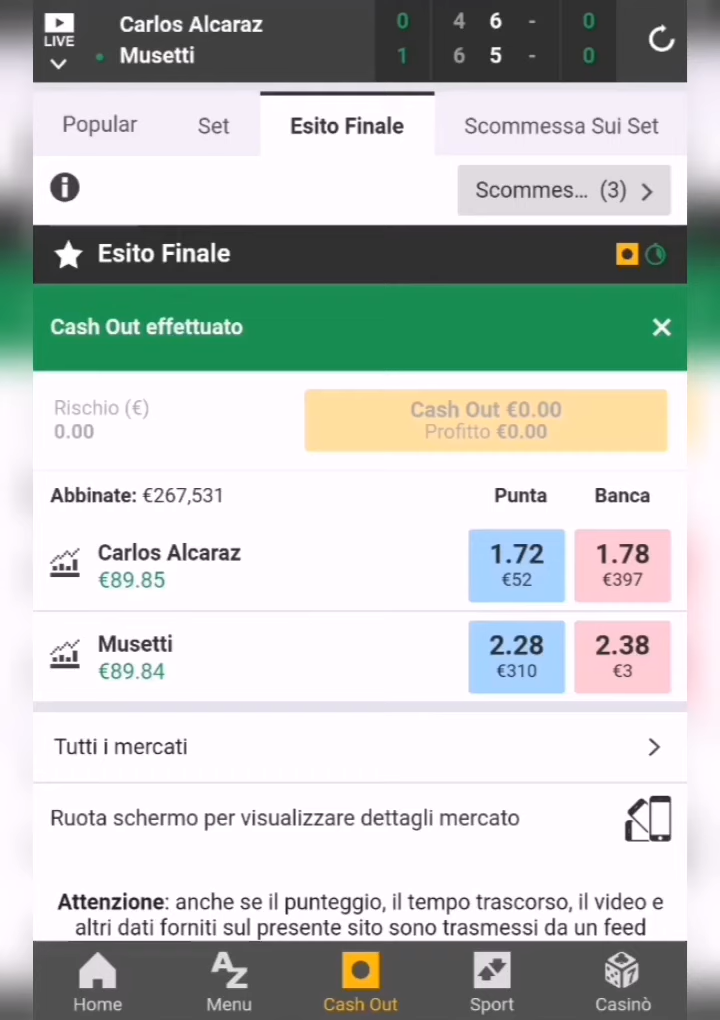 LIVE
Carlos Alcaraz 0 4 6 - 0
Musetti 1 6 5 - 0
Popular Set Esito Finale Scommessa Sui Set
Scommes... (3)
Esito Finale
Cash Out effettuato
Rischio (€)
0.00
Cash Out €0.00
Profitto €0.00
Abbinate: €267,531 Punta Banca
Carlos Alcaraz 1.72 1.78
€89.85 €52 €397
Musetti 2.28 2.38
€89.84 €310 €3
Tutti i mercati
Ruota schermo per visualizzare dettagli mercato
Attenzione: anche se il punteggio, il tempo trascorso, il video e
altri dati forniti sul presente sito sono trasmessi da un feed
Home Menu Cash Out Sport Casinò